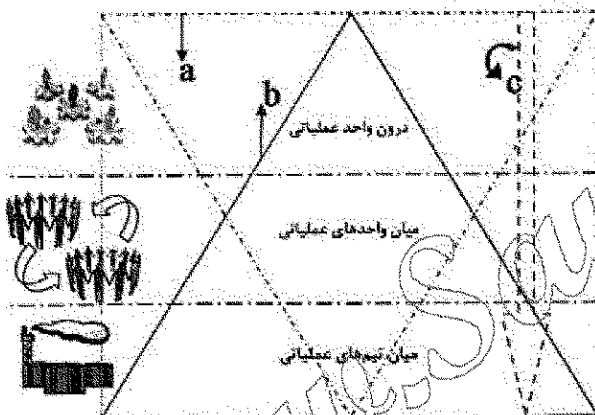 a
b
c
درون واحد عملیاتی
میان واحدهای عملیاتی
میان تیم‌های عملیاتی